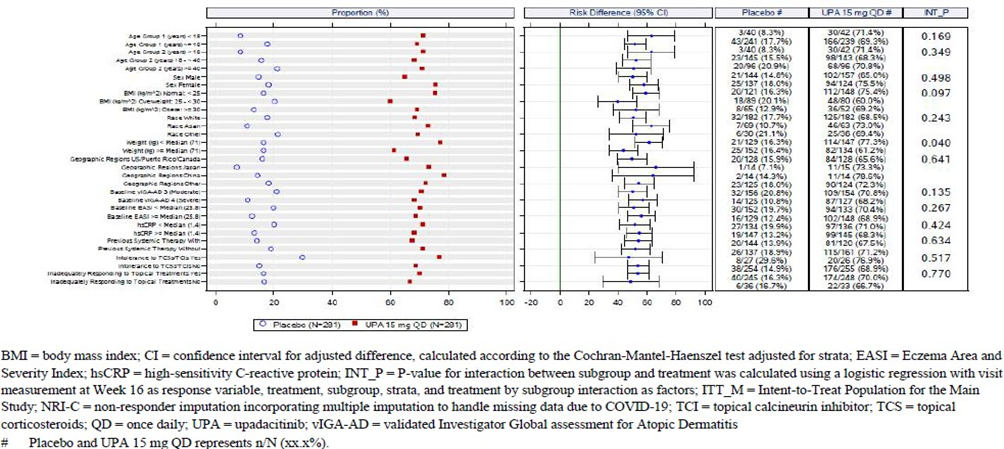 Proportion (%) Risk Difference (95% CI) Placebo # UPA 15 mg QD # INT_P
Age Group 1 (years) < 18 3/40 (8.3%) 30/42 (71.4%) 0.169
Age Group 1 (years) >= 18 43/241 (17.7%) 166/239 (69.3%)
Age Group 2 (years) < 18 3/40 (8.3%) 30/42 (71.4%) 0.349
Age Group 2 (years) 18 - < 40 23/145 (15.5%) 98/143 (68.3%)
Age Group 2 (years) >= 40 20/96 (20.9%) 68/96 (70.8%)
Sex Male 21/144 (14.8%) 102/157 (65.0%) 0.498
Sex Female 25/137 (18.0%) 94/124 (75.5%)
BMI (kg/m^2) Normal: < 25 20/121 (16.3%) 112/148 (75.4%) 0.097
BMI (kg/m^2) Overweight: 25 - < 30 18/89 (20.1%) 48/80 (60.0%)
BMI (kg/m^2) Obese: >= 30 8/65 (12.9%) 36/52 (69.2%)
Race White 32/182 (17.7%) 125/182 (68.5%) 0.243
Race Asian 7/69 (10.7%) 46/63 (73.0%)
Race Other 6/30 (21.1%) 25/36 (69.4%)
Weight (kg) < Median (71) 21/129 (16.3%) 114/147 (77.3%) 0.040
Weight (kg) >= Median (71) 25/152 (16.4%) 82/134 (61.2%)
Geographic Regions US/Puerto Rico/Canada 20/128 (15.9%) 84/128 (65.6%) 0.641
Geographic Regions Japan 1/14 (7.1%) 11/15 (73.3%)
Geographic Regions China 2/14 (14.3%) 11/14 (78.6%)
Geographic Regions Other 23/125 (18.0%) 90/124 (72.3%)
Baseline vIGA-AD 3 (Moderate) 32/156 (20.8%) 109/154 (70.8%) 0.135
Baseline vIGA-AD 4 (Severe) 14/125 (10.8%) 87/127 (68.2%)
Baseline EASI < Median (25.8) 30/152 (19.7%) 94/133 (70.4%) 0.267
Baseline EASI >= Median (25.8) 16/129 (12.4%) 102/148 (68.9%)
hsCRP < Median (1.4) 27/134 (19.9%) 97/136 (71.0%) 0.424
hsCRP >= Median (1.4) 19/147 (13.2%) 99/145 (68.3%)
Previous Systemic Therapy With 20/144 (13.9%) 81/120 (67.5%) 0.634
Previous Systemic Therapy Without 26/137 (18.9%) 115/161 (71.2%)
Intolerance to TCSs/TCIs Yes 8/27 (29.6%) 20/26 (76.9%) 0.517
Intolerance to TCSs/TCIs No 38/254 (14.9%) 176/255 (68.9%)
Inadequately Responding to Topical Treatments Yes 40/245 (16.3%) 174/248 (70.0%) 0.770
Inadequately Responding to Topical Treatments No 6/36 (16.7%) 22/33 (66.7%)
0 20 40 60 80 100 -20 0 20 40 60 80 100
Placebo (N=281) UPA 15 mg QD (N=281)
BMI = body mass index; CI = confidence interval for adjusted difference, calculated according to the Cochran-Mantel-Haenszel test adjusted for strata; EASI = Eczema Area and
Severity Index; hsCRP = high-sensitivity C-reactive protein; INT_P = P-value for interaction between subgroup and treatment was calculated using a logistic regression with visit
measurement at Week 16 as response variable, treatment, subgroup, strata, and treatment by subgroup interaction as factors; ITT_M = Intent-to-Treat Population for the Main
Study; NRI-C = non-responder imputation incorporating multiple imputation to handle missing data due to COVID-19; TCI = topical calcineurin inhibitor; TCS = topical
corticosteroids; QD = once daily; UPA = upadacitinib; vIGA-AD = validated Investigator Global assessment for Atopic Dermatitis
# Placebo and UPA 15 mg QD represents n/N (xx.x%).